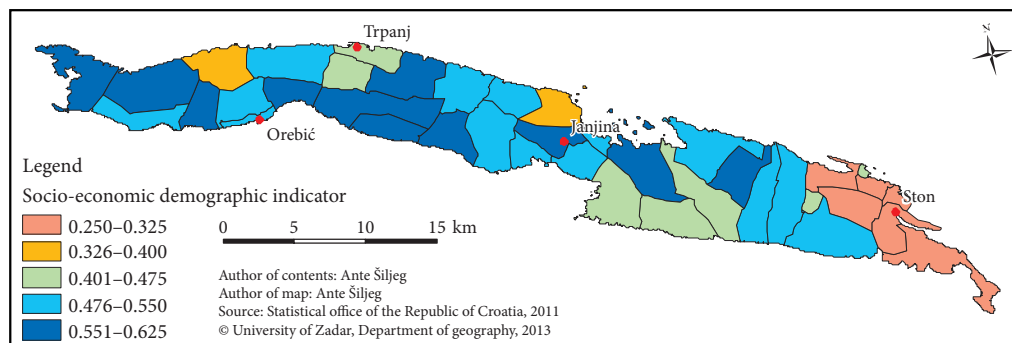 Trpanj
N
Orebić
Janjina
Ston
Legend
Socio-economic demographic indicator
0.250–0.325
0.326–0.400
0.401–0.475
0.476–0.550
0.551–0.625
0 5 10 15 km
Author of contents: Ante Šiljeg
Author of map: Ante Šiljeg
Source: Statistical office of the Republic of Croatia, 2011
© University of Zadar, Department of geography, 2013